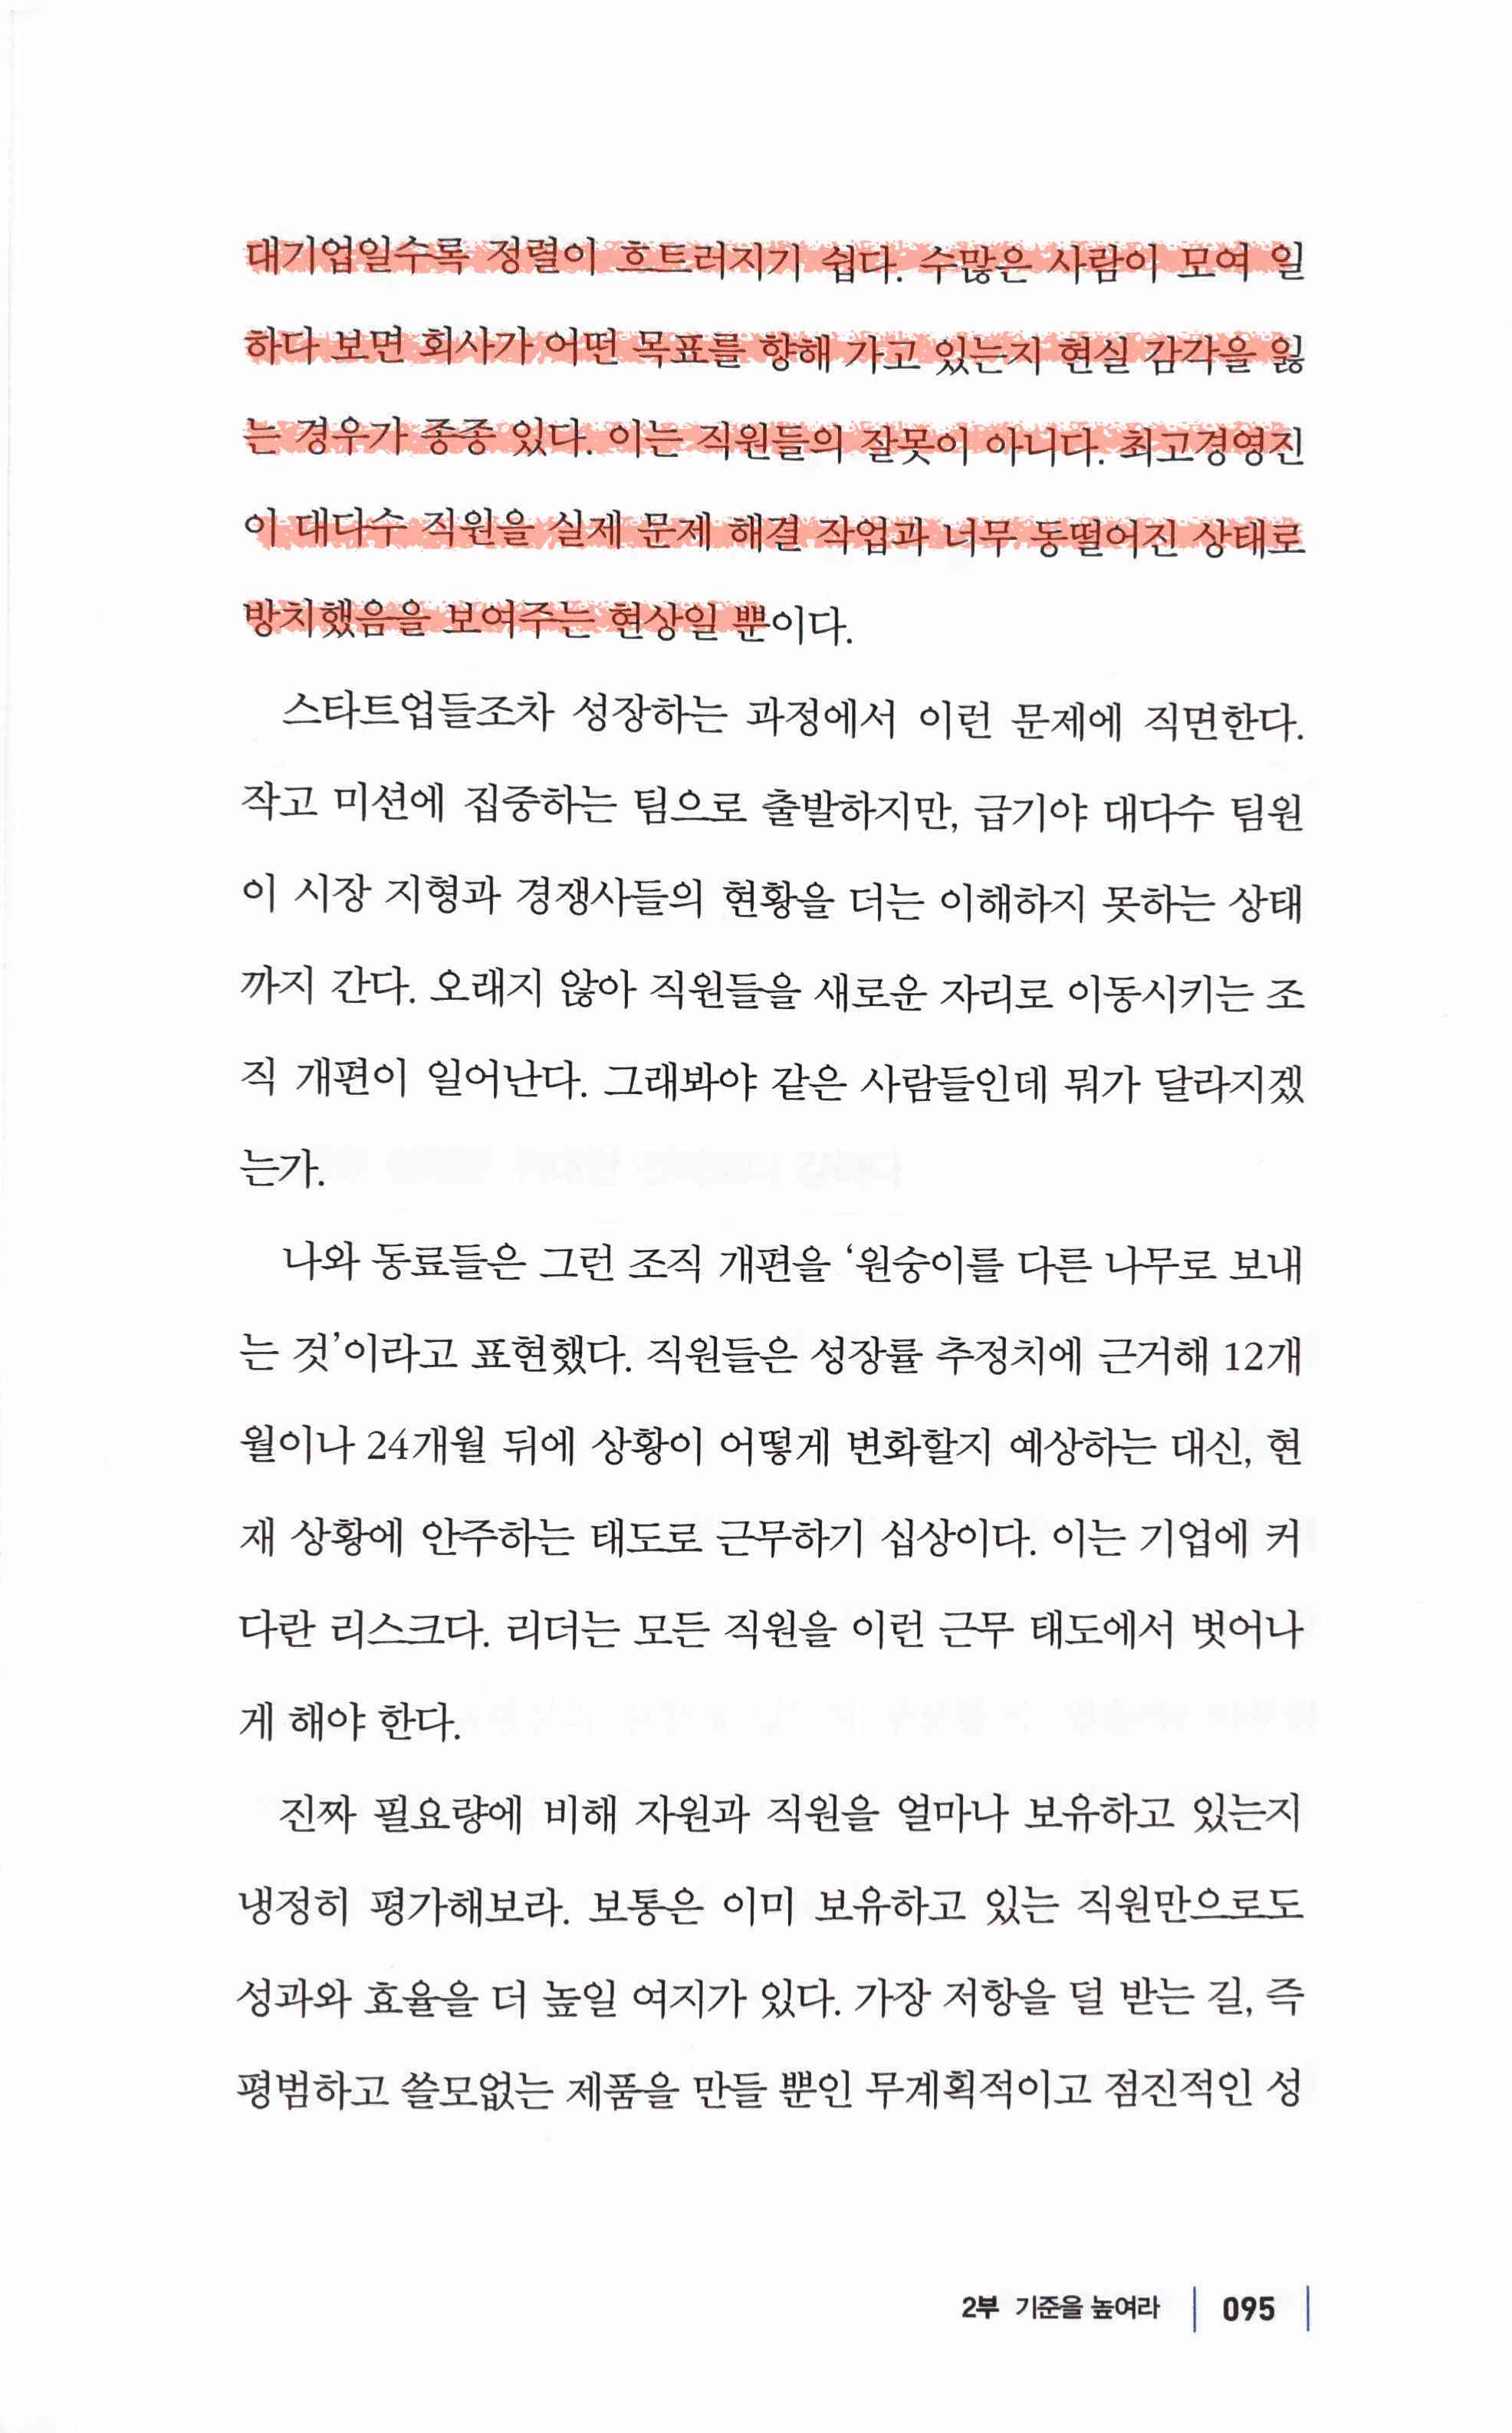 대기업일수록 정렬이 흐트러지기 쉽다. 수많은 사람이 모여 일
하다 보면 회사가 어떤 목표를 향해 가고 있는지 현실 감각을 잃
는 경우가 종종 있다. 이는 직원들의 잘못이 아니다. 최고경영진
이 대다수 직원을 실제 문제 해결 작업과 너무 동떨어진 상태로
방치했음을 보여주는 현상일 뿐이다.
스타트업들조차 성장하는 과정에서 이런 문제에 직면한다.
작고 미션에 집중하는 팀으로 출발하지만, 급기야 대다수 팀원
이 시장 지형과 경쟁사들의 현황을 더는 이해하지 못하는 상태
까지 간다. 오래지 않아 직원들을 새로운 자리로 이동시키는 조
직 개편이 일어난다. 그래봐야 같은 사람들인데 뭐가 달라지겠
는가.
나와 동료들은 그런 조직 개편을 ‘원숭이를 다른 나무로 보내
는 것’이라고 표현했다. 직원들은 성장률 추정치에 근거해 12개
월이나 24개월 뒤에 상황이 어떻게 변화할지 예상하는 대신, 현
재 상황에 안주하는 태도로 근무하기 십상이다. 이는 기업에 커
다란 리스크다. 리더는 모든 직원을 이런 근무 태도에서 벗어나
게 해야 한다.
진짜 필요량에 비해 자원과 직원을 얼마나 보유하고 있는지
냉정히 평가해보라. 보통은 이미 보유하고 있는 직원만으로도
성과와 효율을 더 높일 여지가 있다. 가장 저항을 덜 받는 길, 즉
평범하고 쓸모없는 제품을 만들 뿐인 무계획적이고 점진적인 성
2부 기준을 높여라 095